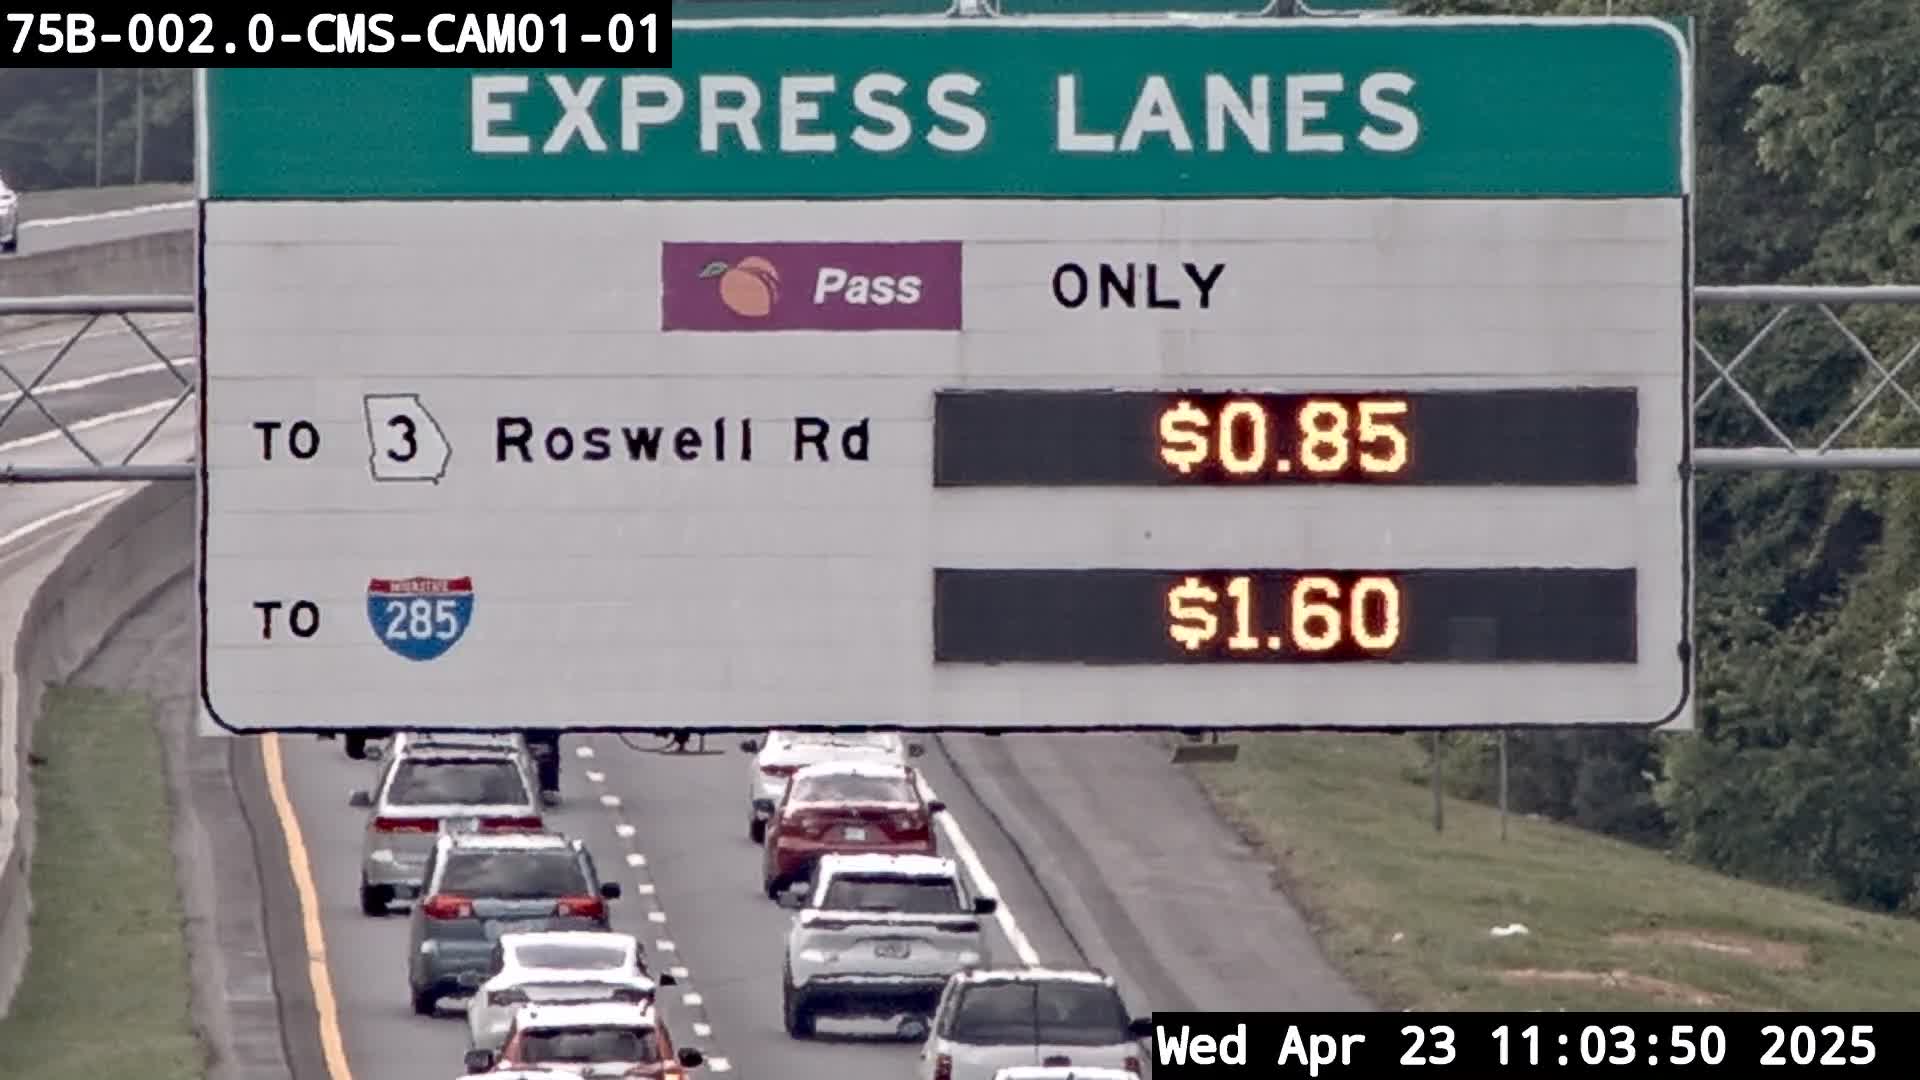 75B-002.0-CMS-CAM01-01
EXPRESS LANES
Pass ONLY
TO 3 Roswell Rd $0.85
TO INTERSTATE 285 $1.60
Wed Apr 23 11:03:50 2025